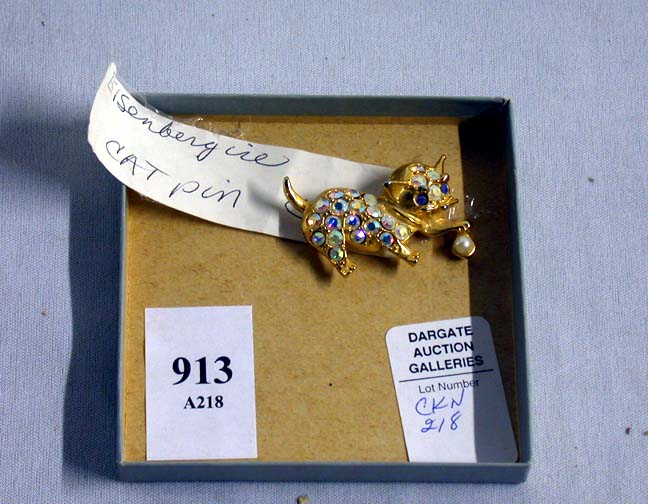 Eisenberg ice
CAT pin
913
A218
DARGATE
AUCTION
GALLERIES
Lot Number
CKN
218